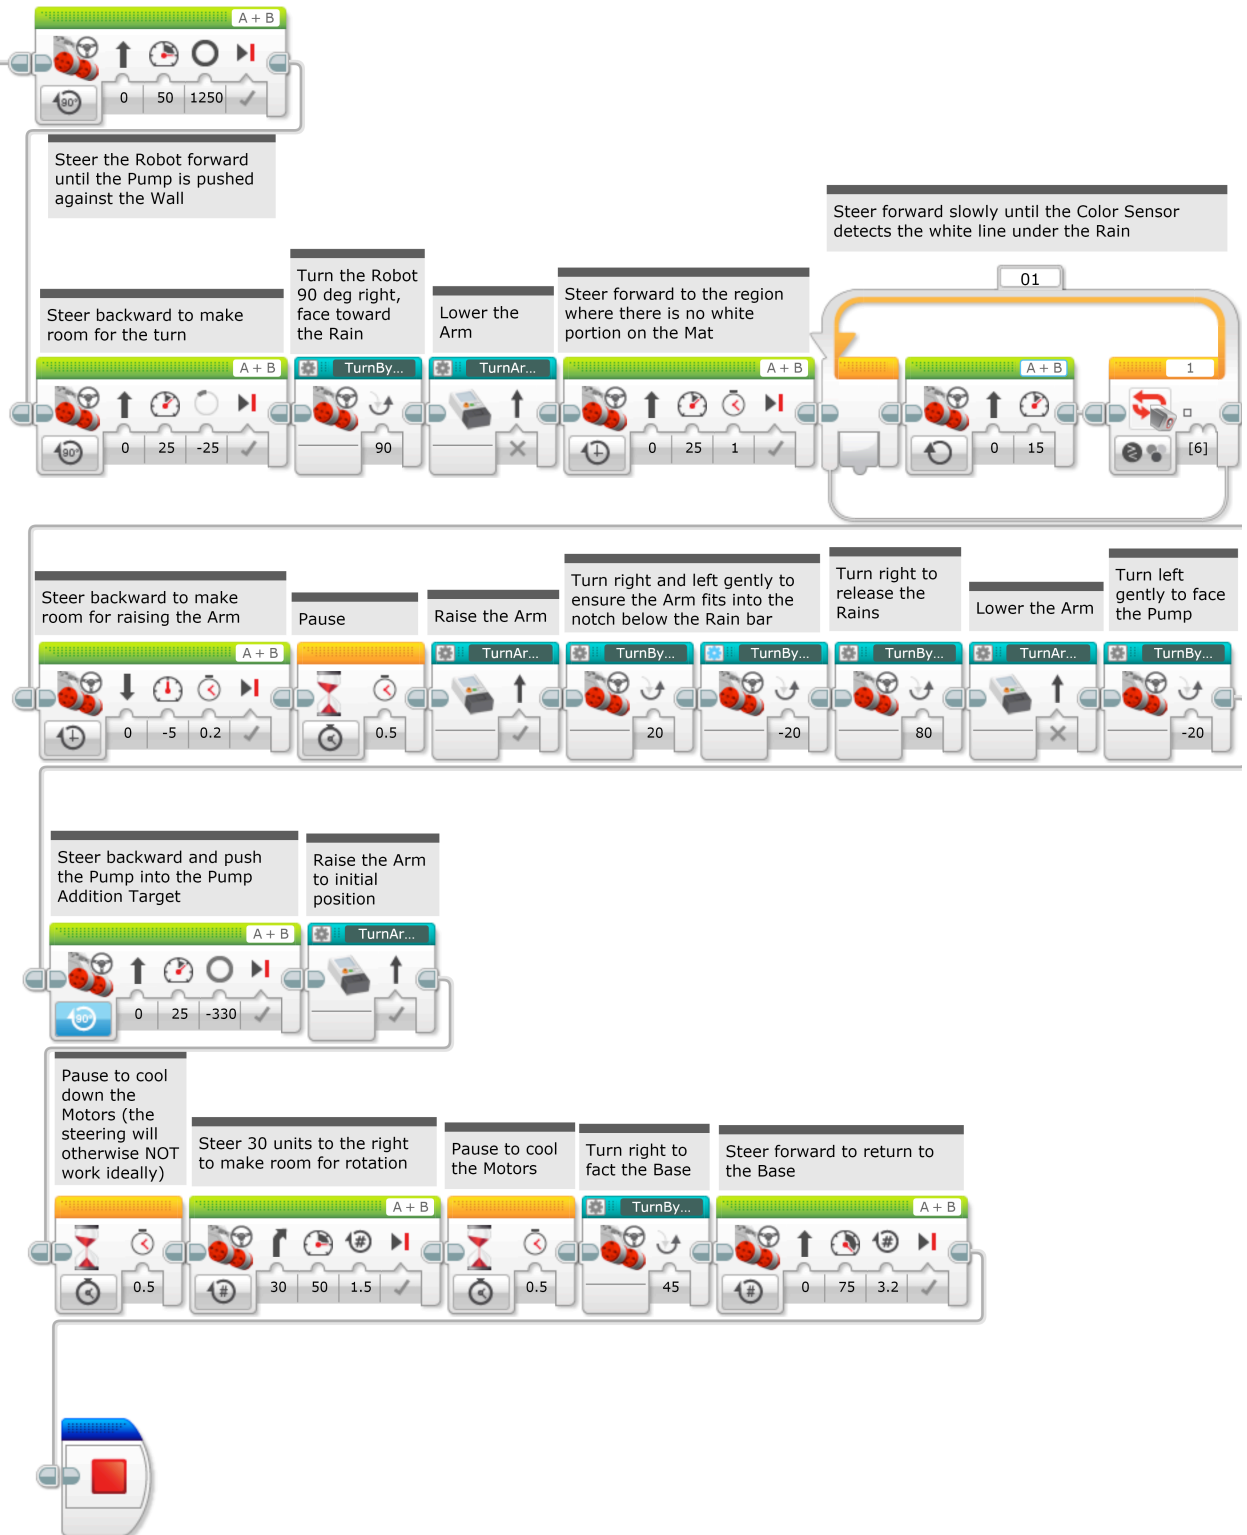 A + B
90°
0 50 1250
Steer the Robot forward
until the Pump is pushed
against the Wall
Steer forward slowly until the Color Sensor
detects the white line under the Rain
01
Steer backward to make
room for the turn
Turn the Robot
90 deg right,
face toward
the Rain
Lower the
Arm
Steer forward to the region
where there is no white
portion on the Mat
A + B
TurnBy...
TurnAr...
A + B
A + B
1
90°
0 25 -25
90
0 25 1
0 15
[6]
Steer backward to make
room for raising the Arm
Pause
Raise the Arm
Turn right and left gently to
ensure the Arm fits into the
notch below the Rain bar
Turn right to
release the
Rains
Lower the Arm
Turn left
gently to face
the Pump
A + B
TurnAr...
TurnBy...
TurnBy...
TurnBy...
TurnAr...
TurnBy...
0 -5 0.2
0.5
20
-20
80
-20
Steer backward and push
the Pump into the Pump
Addition Target
Raise the Arm
to initial
position
A + B
TurnAr...
90°
0 25 -330
Pause to cool
down the
Motors (the
steering will
otherwise NOT
work ideally)
Steer 30 units to the right
to make room for rotation
Pause to cool
the Motors
Turn right to
fact the Base
Steer forward to return to
the Base
A + B
TurnBy...
A + B
#
#
0.5
#
30 50 1.5
0.5
45
#
0 75 3.2